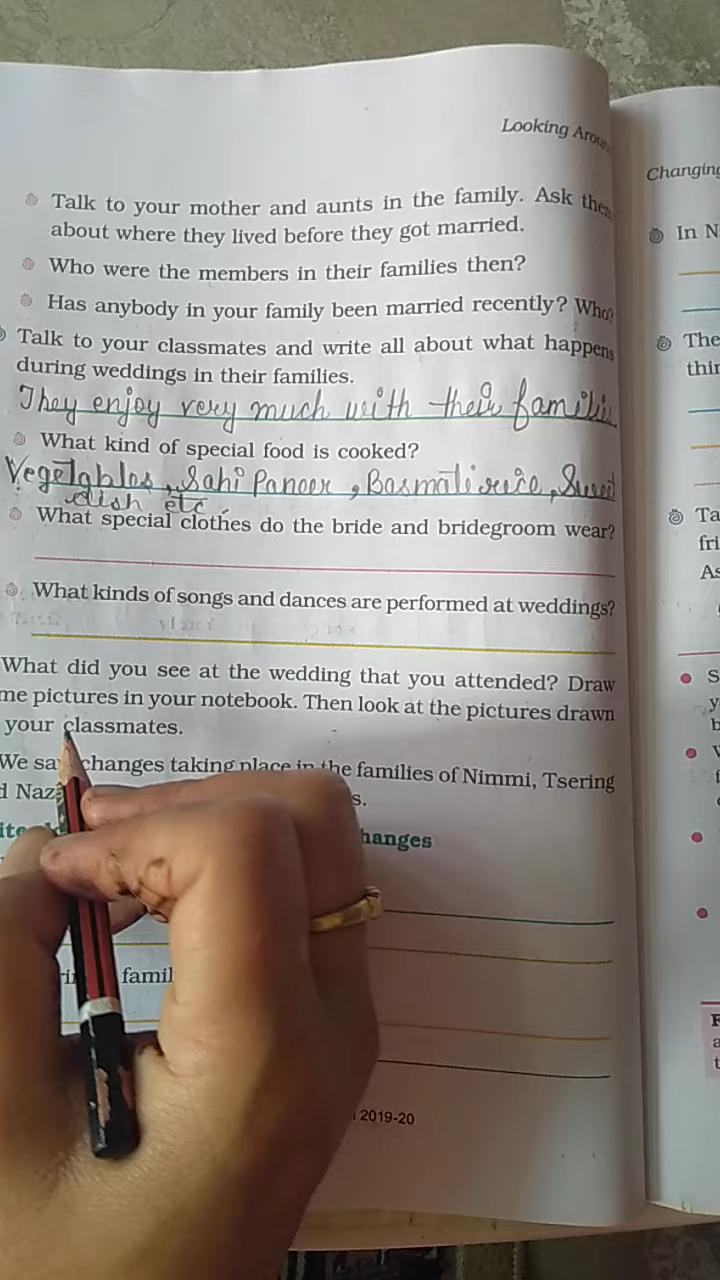 Looking Arou
Talk to your mother and aunts in the family. Ask them
about where they lived before they got married.
Who were the members in their families then?
Has anybody in your family been married recently? Who?
Talk to your classmates and write all about what happens
during weddings in their families.
They enjoy very much with their families
What kind of special food is cooked?
Vegetables, Sahi Paneer, Basmati rice, Sweet
dish etc
What special clothes do the bride and bridegroom wear?
What kinds of songs and dances are performed at weddings?
What did you see at the wedding that you attended? Draw
me pictures in your notebook. Then look at the pictures drawn
your classmates.
We saw changes taking place in the families of Nimmi, Tsering
d Naz s.
ite hanges
famil
2019-20
Changing
In N
The
thin
Ta
fri
As
S
y
b
W
f
F
a
t